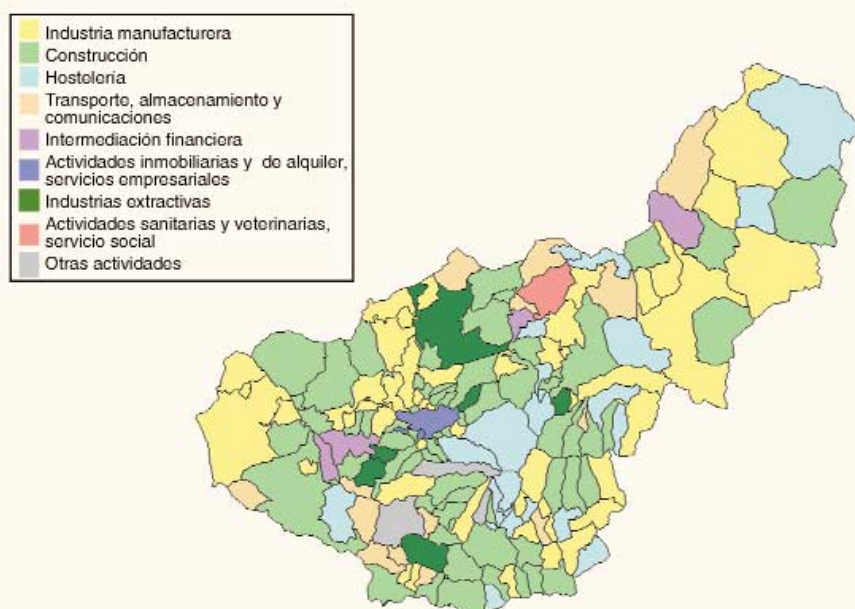 Industria manufacturera
Construcción
Hostelería
Transporte, almacenamiento y
comunicaciones
Intermediación financiera
Actividades inmobiliarias y de alquiler,
servicios empresariales
Industrias extractivas
Actividades sanitarias y veterinarias,
servicio social
Otras actividades